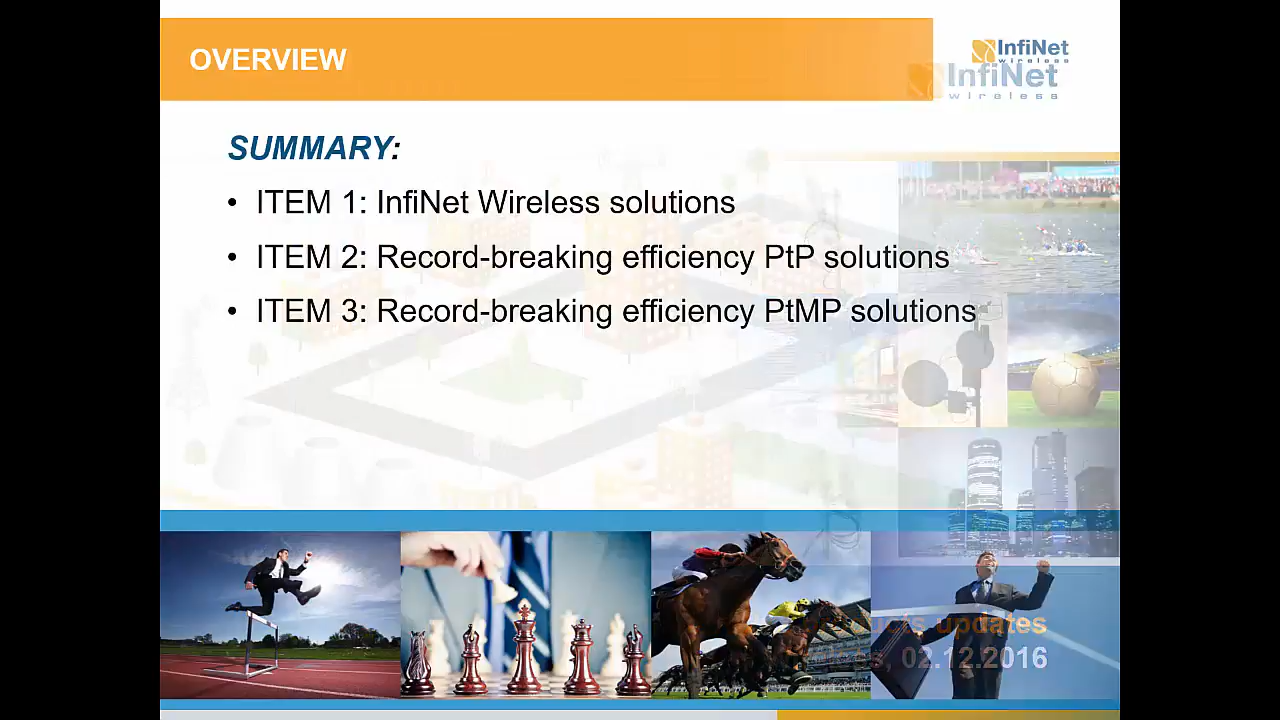 OVERVIEW
InfiNet
wireless
InfiNet
wireless
SUMMARY:
• ITEM 1: InfiNet Wireless solutions
• ITEM 2: Record-breaking efficiency PtP solutions
• ITEM 3: Record-breaking efficiency PtMP solutions
updates
02.12.2016